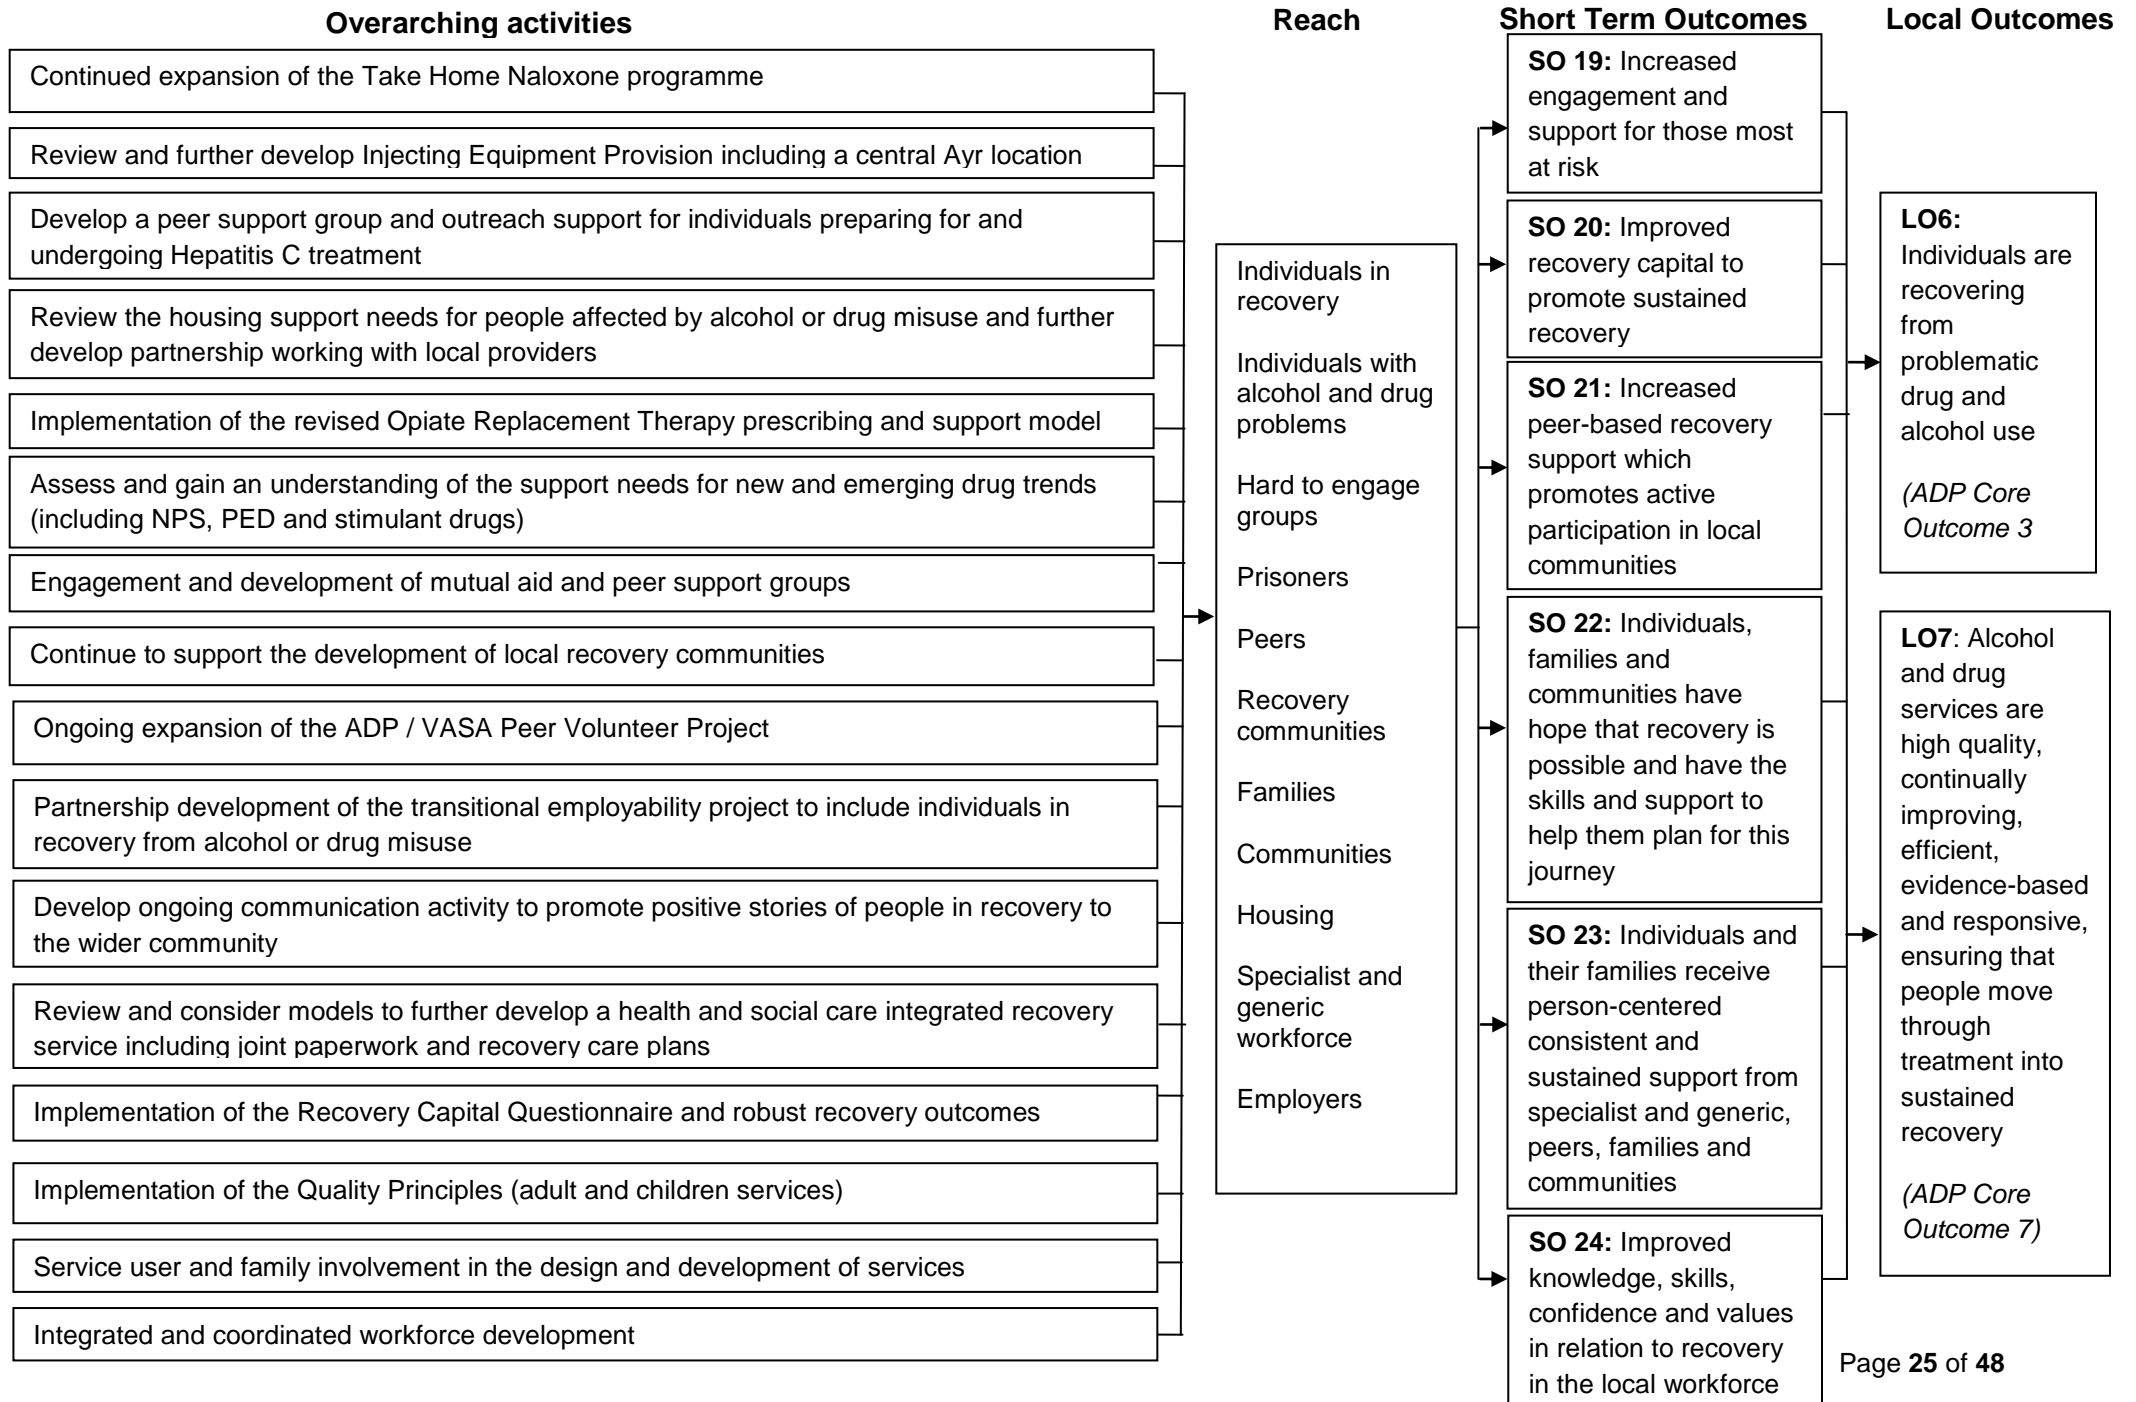 Overarching activities
Reach
Short Term Outcomes
Local Outcomes
Continued expansion of the Take Home Naloxone programme
Review and further develop Injecting Equipment Provision including a central Ayr location
Develop a peer support group and outreach support for individuals preparing for and
undergoing Hepatitis C treatment
Review the housing support needs for people affected by alcohol or drug misuse and further
develop partnership working with local providers
Implementation of the revised Opiate Replacement Therapy prescribing and support model
Assess and gain an understanding of the support needs for new and emerging drug trends
(including NPS, PED and stimulant drugs)
Engagement and development of mutual aid and peer support groups
Continue to support the development of local recovery communities
Ongoing expansion of the ADP / VASA Peer Volunteer Project
Partnership development of the transitional employability project to include individuals in
recovery from alcohol or drug misuse
Develop ongoing communication activity to promote positive stories of people in recovery to
the wider community
Review and consider models to further develop a health and social care integrated recovery
service including joint paperwork and recovery care plans
Implementation of the Recovery Capital Questionnaire and robust recovery outcomes
Implementation of the Quality Principles (adult and children services)
Service user and family involvement in the design and development of services
Integrated and coordinated workforce development
Individuals in
recovery
Individuals with
alcohol and drug
problems
Hard to engage
groups
Prisoners
Peers
Recovery
communities
Families
Communities
Housing
Specialist and
generic
workforce
Employers
SO 19: Increased
engagement and
support for those most
at risk
SO 20: Improved
recovery capital to
promote sustained
recovery
SO 21: Increased
peer-based recovery
support which
promotes active
participation in local
communities
SO 22: Individuals,
families and
communities have
hope that recovery is
possible and have the
skills and support to
help them plan for this
journey
SO 23: Individuals and
their families receive
person-centered
consistent and
sustained support from
specialist and generic,
peers, families and
communities
SO 24: Improved
knowledge, skills,
confidence and values
in relation to recovery
in the local workforce
LO6:
Individuals are
recovering
from
problematic
drug and
alcohol use
(ADP Core
Outcome 3
LO7: Alcohol
and drug
services are
high quality,
continually
improving,
efficient,
evidence-based
and responsive,
ensuring that
people move
through
treatment into
sustained
recovery
(ADP Core
Outcome 7)
Page 25 of 48